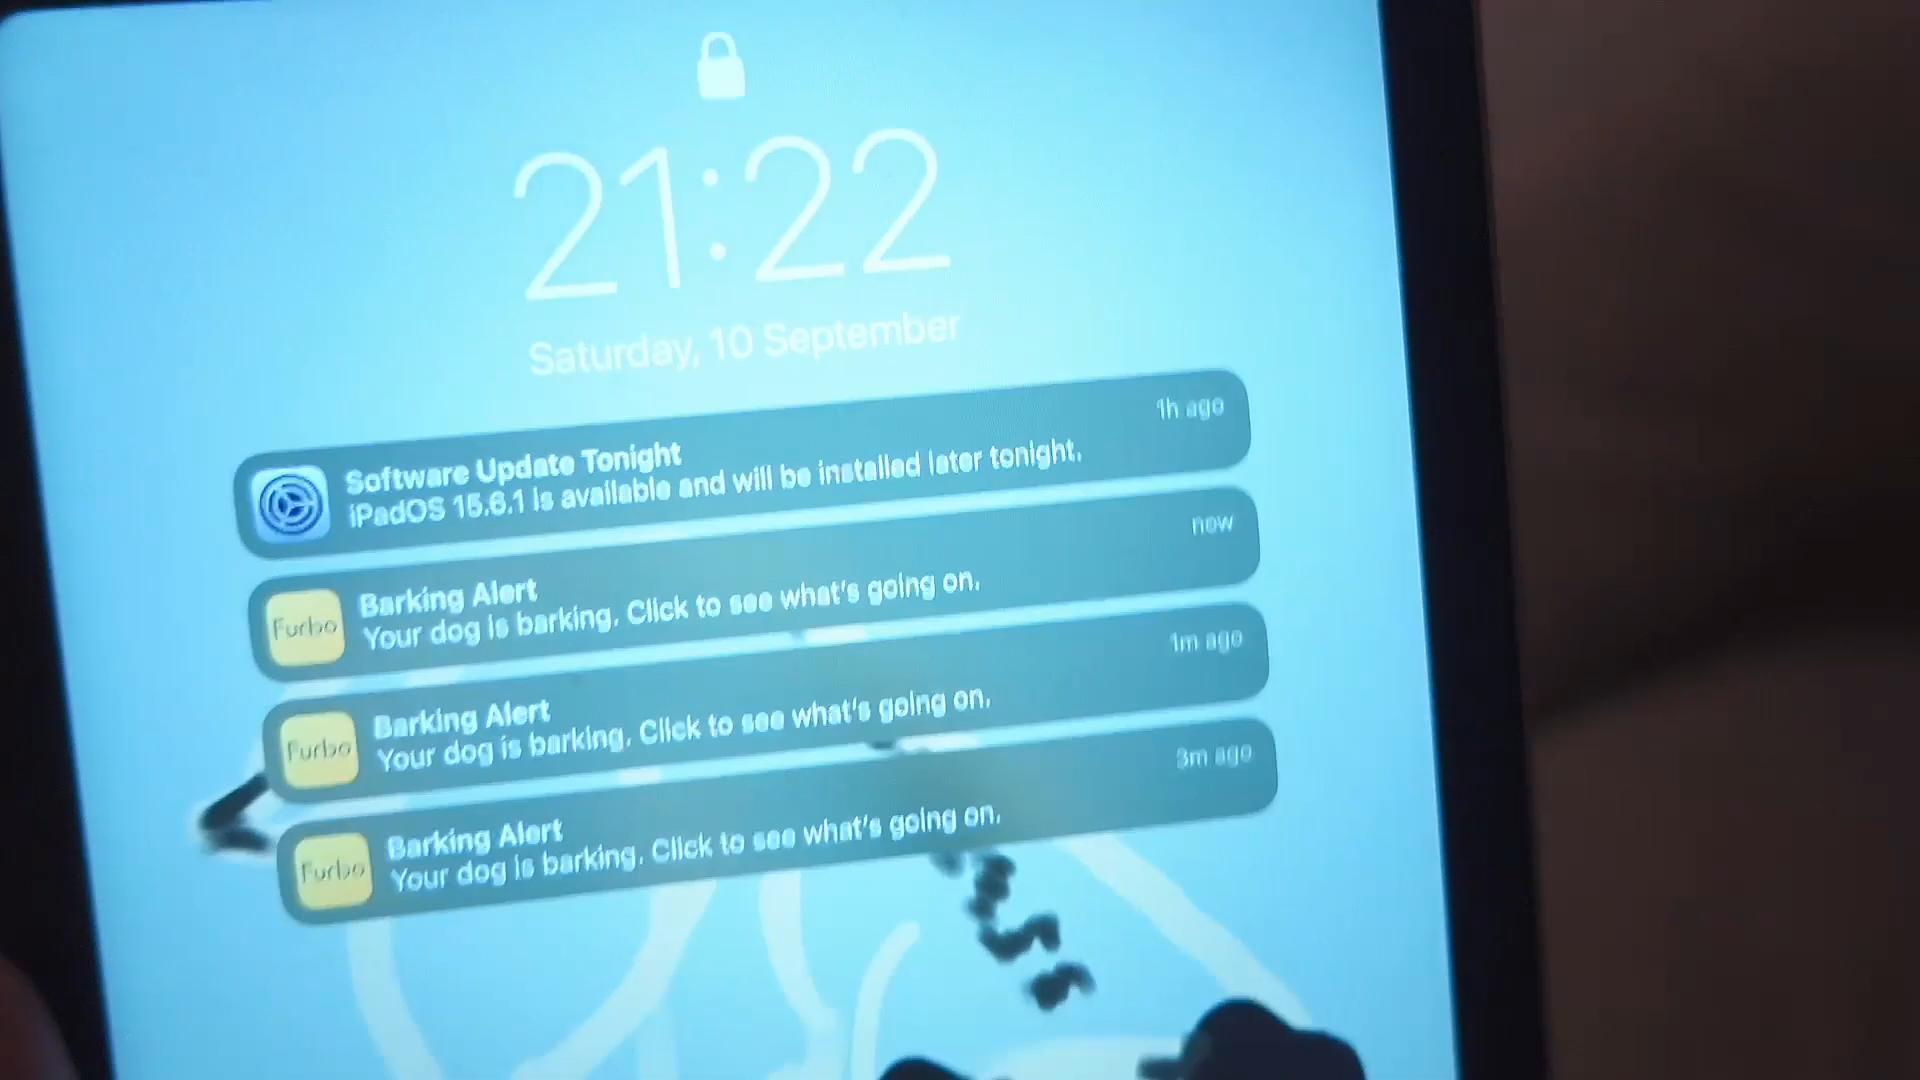 21:22
Saturday, 10 September
Software Update Tonight
1h ago
iPadOS 15.6.1 is available and will be installed later tonight.
Furbo
Barking Alert
now
Your dog is barking. Click to see what's going on.
Furbo
Barking Alert
1m ago
Your dog is barking. Click to see what's going on.
Furbo
Barking Alert
3m ago
Your dog is barking. Click to see what's going on.